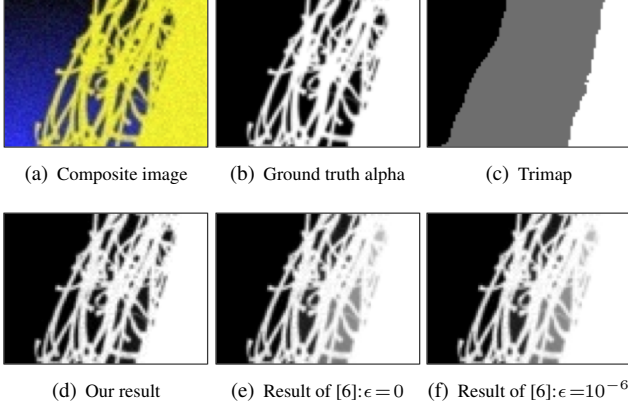 (a) Composite image
(b) Ground truth alpha
(c) Trimap
(d) Our result
(e) Result of [6]:ϵ=0
(f) Result of [6]:ϵ=10⁻⁶